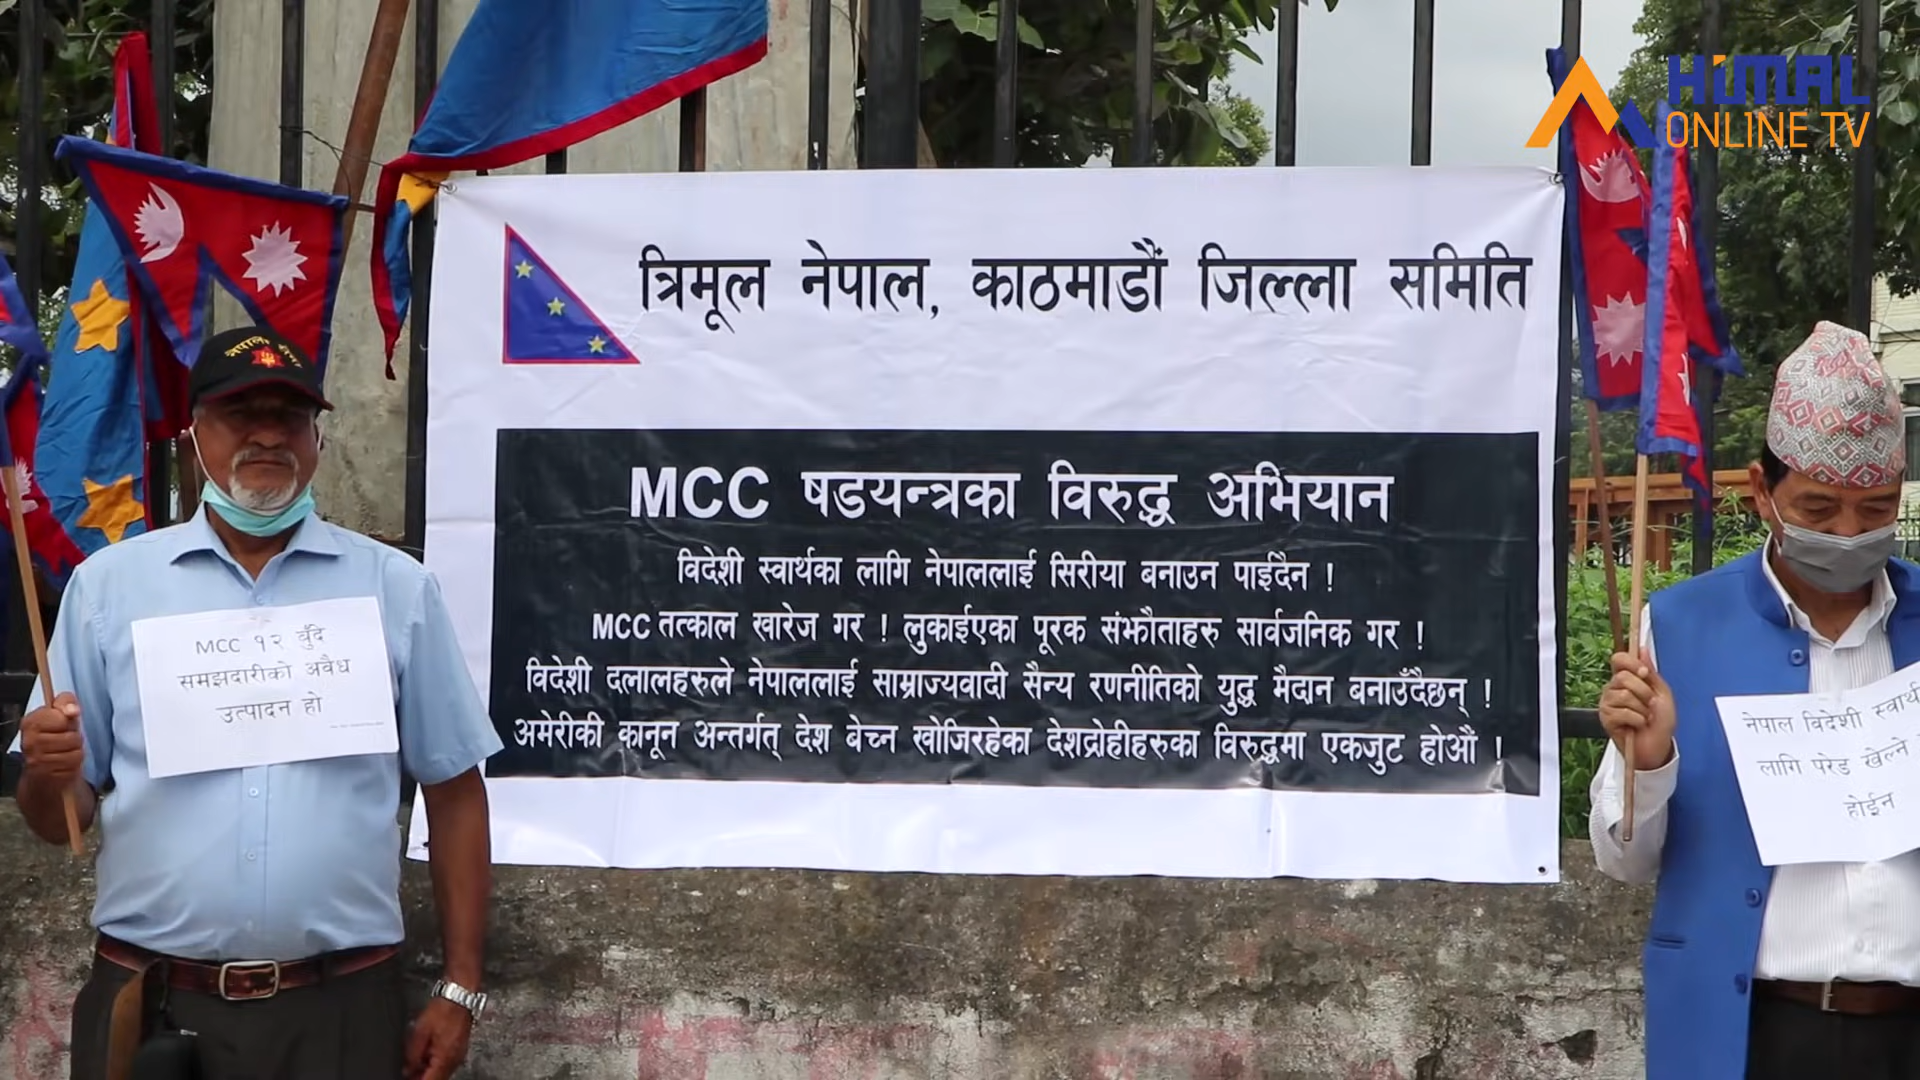 HiMAL
ONLINE TV
त्रिमूल नेपाल, काठमाडौं जिल्ला समिति
MCC षडयन्त्रका विरुद्ध अभियान
विदेशी स्वार्थका लागि नेपाललाई सिरीया बनाउन पाईदैन !
MCC तत्काल खारेज गर ! लुकाईएका पूरक संझौताहरु सार्वजनिक गर !
विदेशी दलालहरुले नेपाललाई साम्राज्यवादी सैन्य रणनीतिको युद्ध मैदान बनाउँदैछन् !
अमेरीकी कानून अन्तर्गत् देश बेच्न खोजिरहेका देशद्रोहीहरुका विरुद्धमा एकजुट होऔं !
MCC १२ बुँदे
समझदारीको अवैध
उत्पादन हो
नेपाल विदेशी स्वार्थ
लागि परेड खेल्ने
होईन